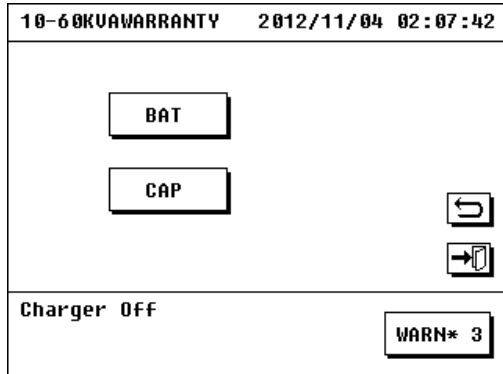 10-60KVAWARRANTY 2012/11/04 02:07:42
BAT
CAP
Charger Off
WARN* 3